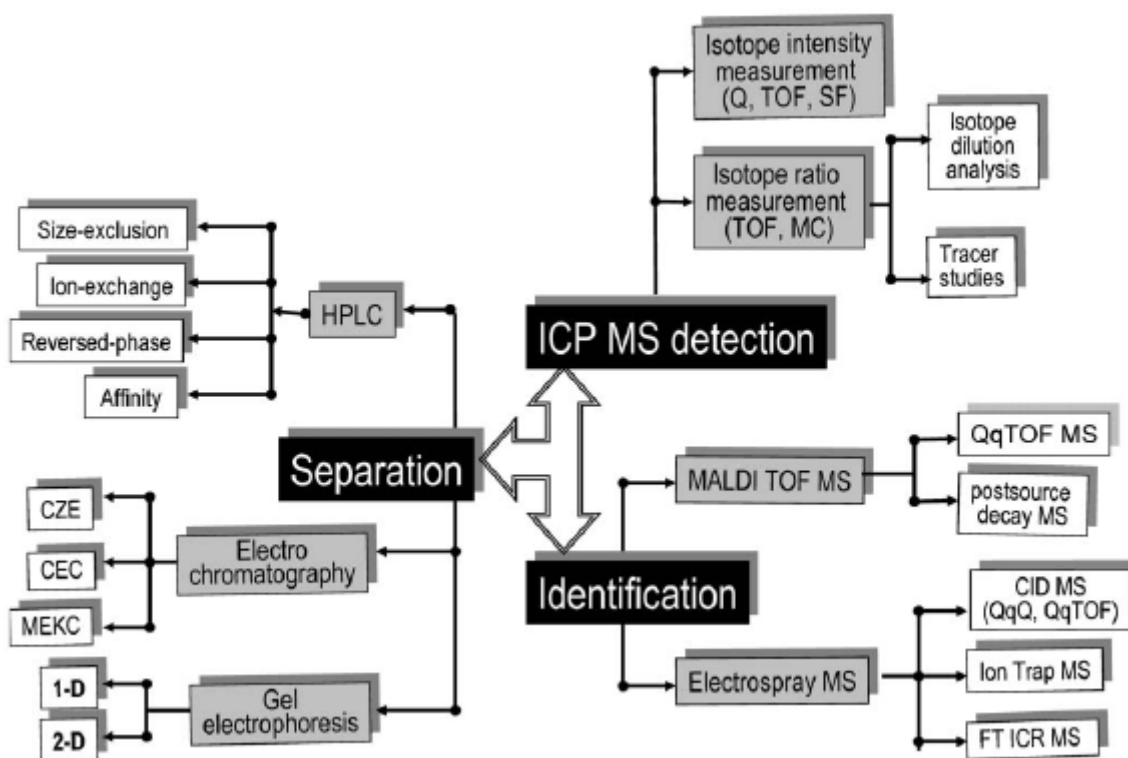 Isotope intensity
measurement
(Q, TOF, SF)
Isotope ratio
measurement
(TOF, MC)
Isotope
dilution
analysis
Tracer
studies
ICP MS detection
Size-exclusion
Ion-exchange
Reversed-phase
Affinity
HPLC
Separation
CZE
CEC
MEKC
Electro
chromatography
1-D
2-D
Gel
electrophoresis
Identification
MALDI TOF MS
QqTOF MS
postsource
decay MS
Electrospray MS
CID MS
(QqQ, QqTOF)
Ion Trap MS
FT ICR MS